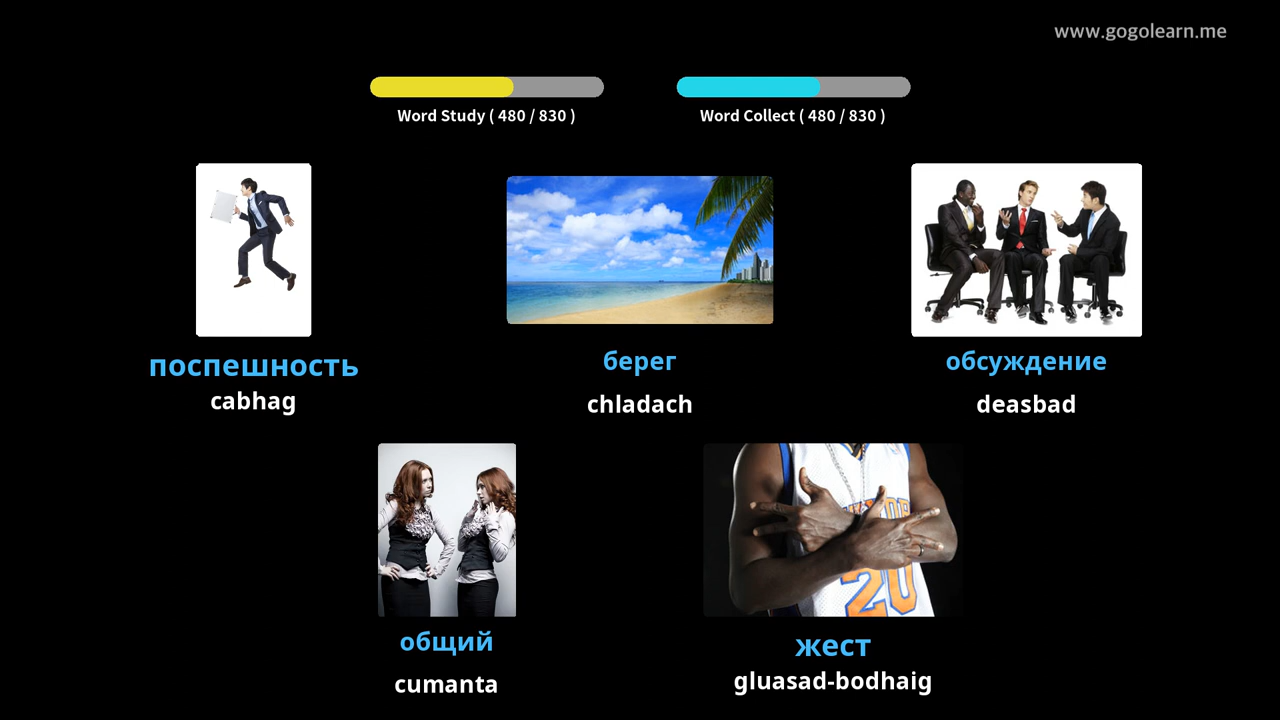 www.gogolearn.me
Word Study ( 480 / 830 )
Word Collect ( 480 / 830 )
поспешность
cabhag
берег
chladach
обсуждение
deasbad
общий
cumanta
20
жест
gluasad-bodhaig